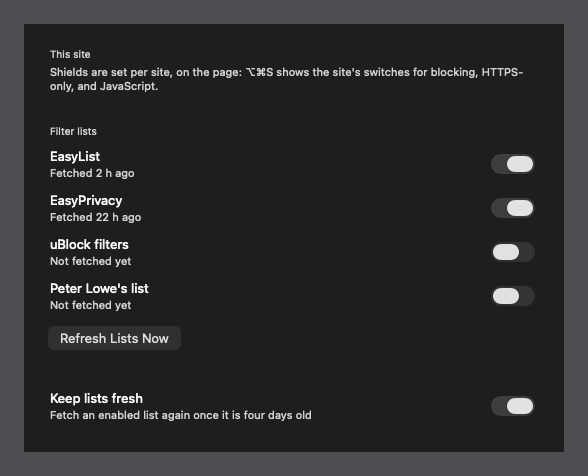 This site
Shields are set per site, on the page: ⌥⌘S shows the site's switches for blocking, HTTPS-
only, and JavaScript.
Filter lists
EasyList
Fetched 2 h ago
EasyPrivacy
Fetched 22 h ago
uBlock filters
Not fetched yet
Peter Lowe's list
Not fetched yet
Refresh Lists Now
Keep lists fresh
Fetch an enabled list again once it is four days old